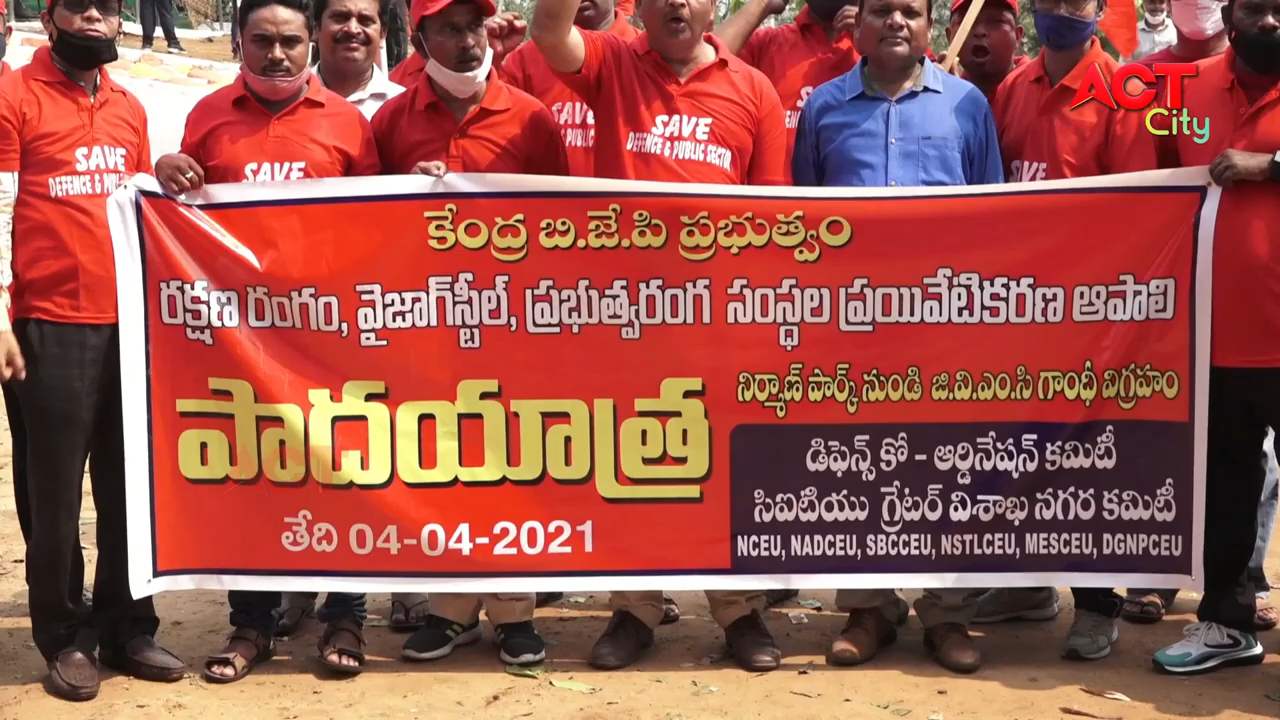 ACT
City
SAVE
DEFENCE & PUBLIC
SAVE
SAVE
& PUBLIC
SAVE
DEFENCE & PUBLIC SECTOR
SAVE
కేంద్ర బి.జే.పి ప్రభుత్వం
రక్షణ రంగం, వైజాగ్‌స్టీల్, ప్రభుత్వరంగ సంస్థల ప్రయివేటికరణ ఆపాలి
పాదయాత్ర
నిర్మాణ్ పార్క్ నుండి జి.వి.ఎం.సి గాంధీ విగ్రహం
తేది 04-04-2021
డిఫెన్స్ కో - ఆర్డినేషన్ కమిటీ
సిఐటియు గ్రేటర్ విశాఖ నగర కమిటీ
NCEU, NADCEU, SBCCEU, NSTLCEU, MESCEU, DGNPCEU